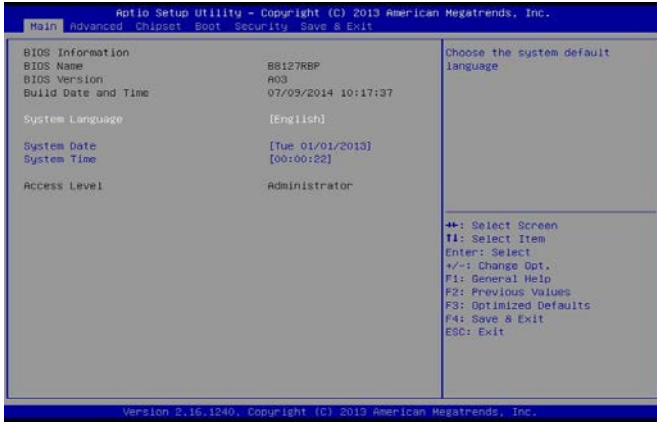 Aptio Setup Utility – Copyright (C) 2013 American Megatrends, Inc.
Main Advanced Chipset Boot Security Save & Exit
BIOS Information
BIOS Name B8127RBP
BIOS Version A03
Build Date and Time 07/09/2014 10:17:37
System Language [English]
System Date [Tue 01/01/2013]
System Time [00:00:22]
Access Level Administrator
Choose the system default
language
→←: Select Screen
↑↓: Select Item
Enter: Select
+/-: Change Opt.
F1: General Help
F2: Previous Values
F3: Optimized Defaults
F4: Save & Exit
ESC: Exit
Version 2.16.1240. Copyright (C) 2013 American Megatrends, Inc.